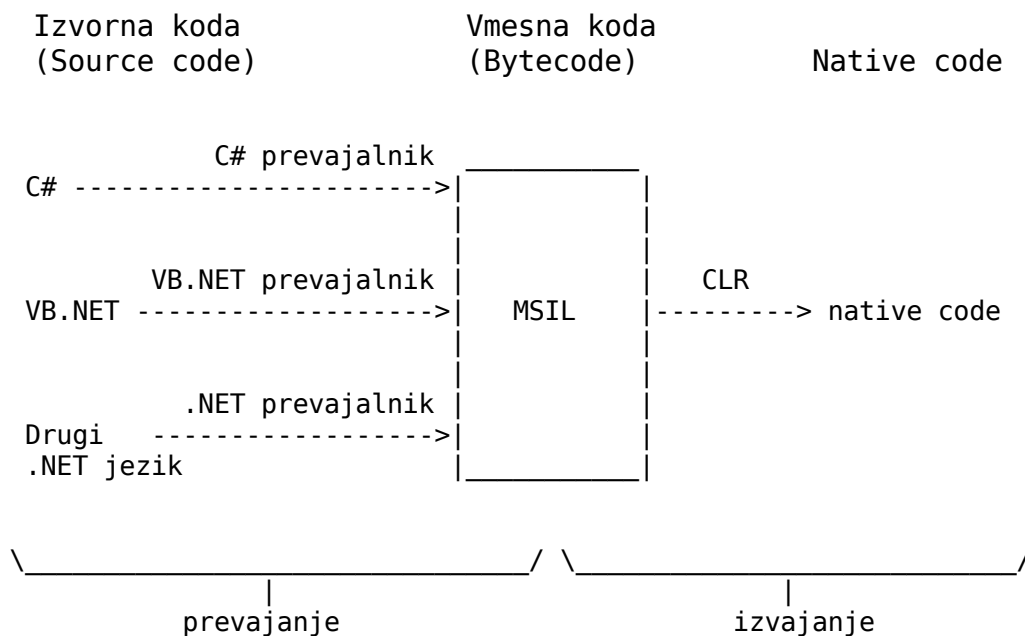 Izvorna koda Vmesna koda
(Source code) (Bytecode) Native code
C# prevajalnik
C#
VB.NET prevajalnik CLR
VB.NET MSIL native code
.NET prevajalnik
Drugi
.NET jezik
prevajanje izvajanje